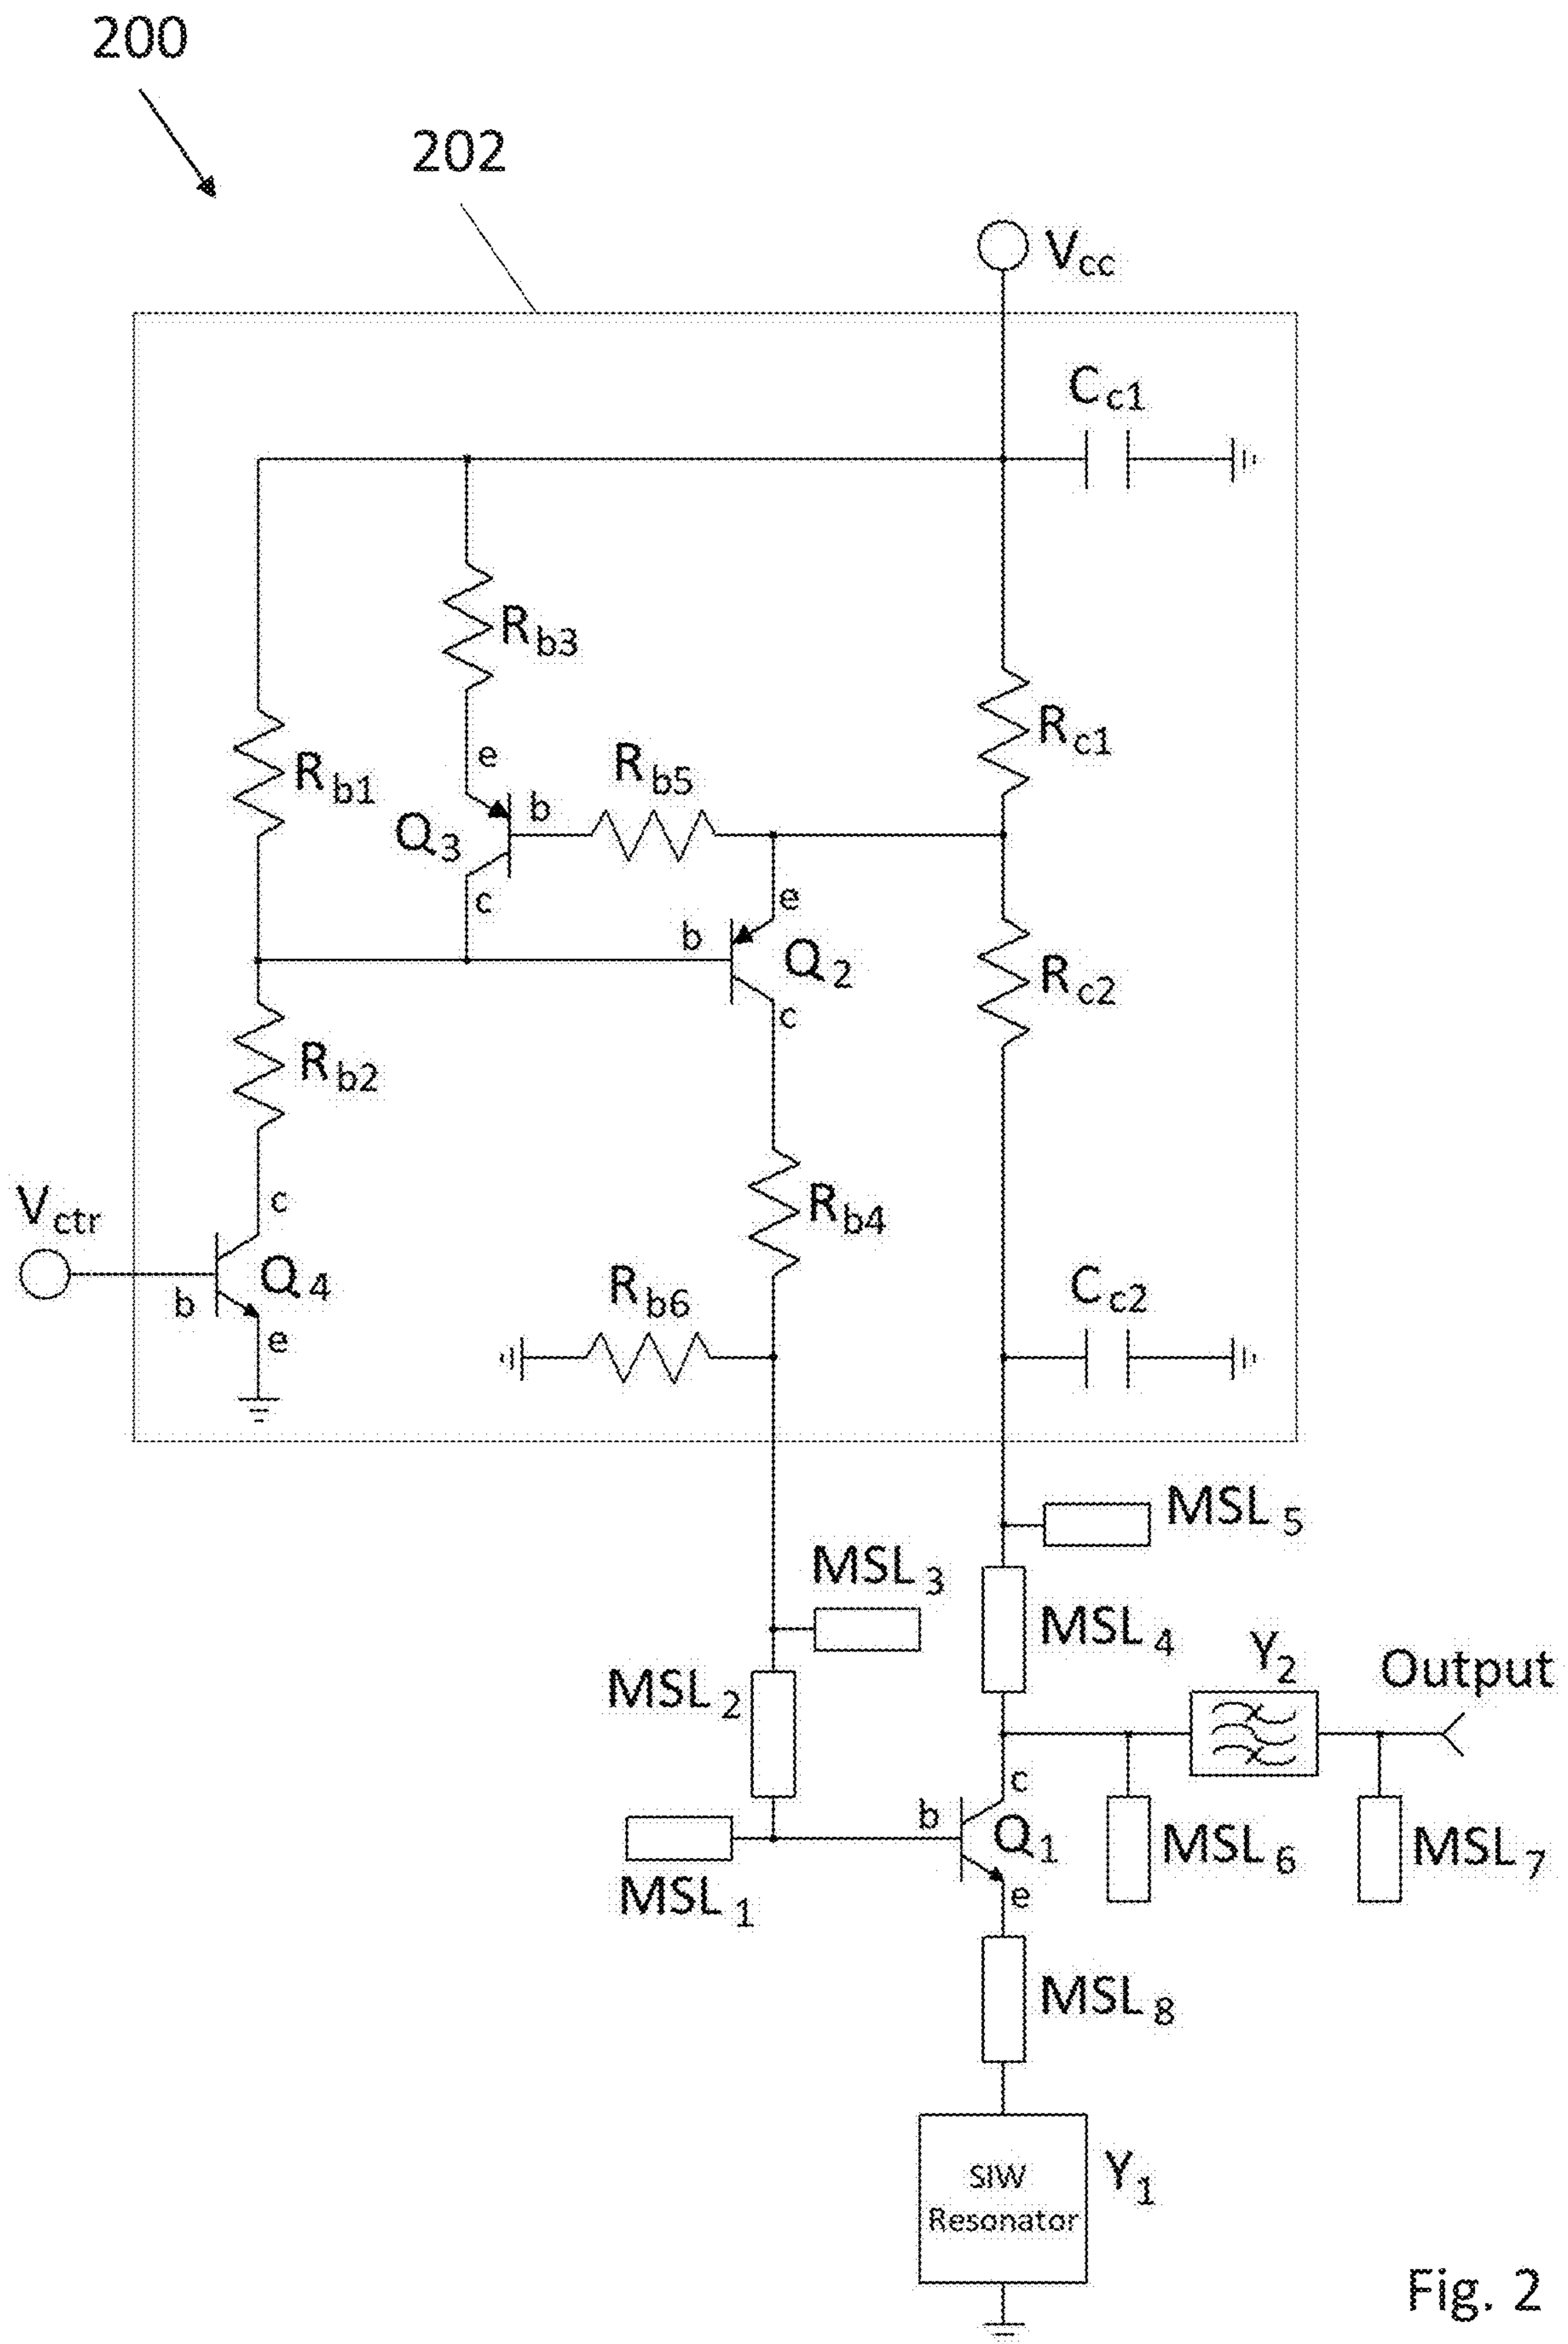 200
202
Vcc
Cc1
Rb3
Rc1
Rb1
e
Rb5
b
Q3
c
e
b
Q2
Rc2
c
Rb2
Rb4
Vctr
c
Q4
b
e
Rb6
Cc2
MSL5
MSL3
MSL4
MSL2
Y2
Output
c
b
Q1
MSL6
MSL7
MSL1
e
MSL8
SIW
Resonator
Y1
Fig. 2